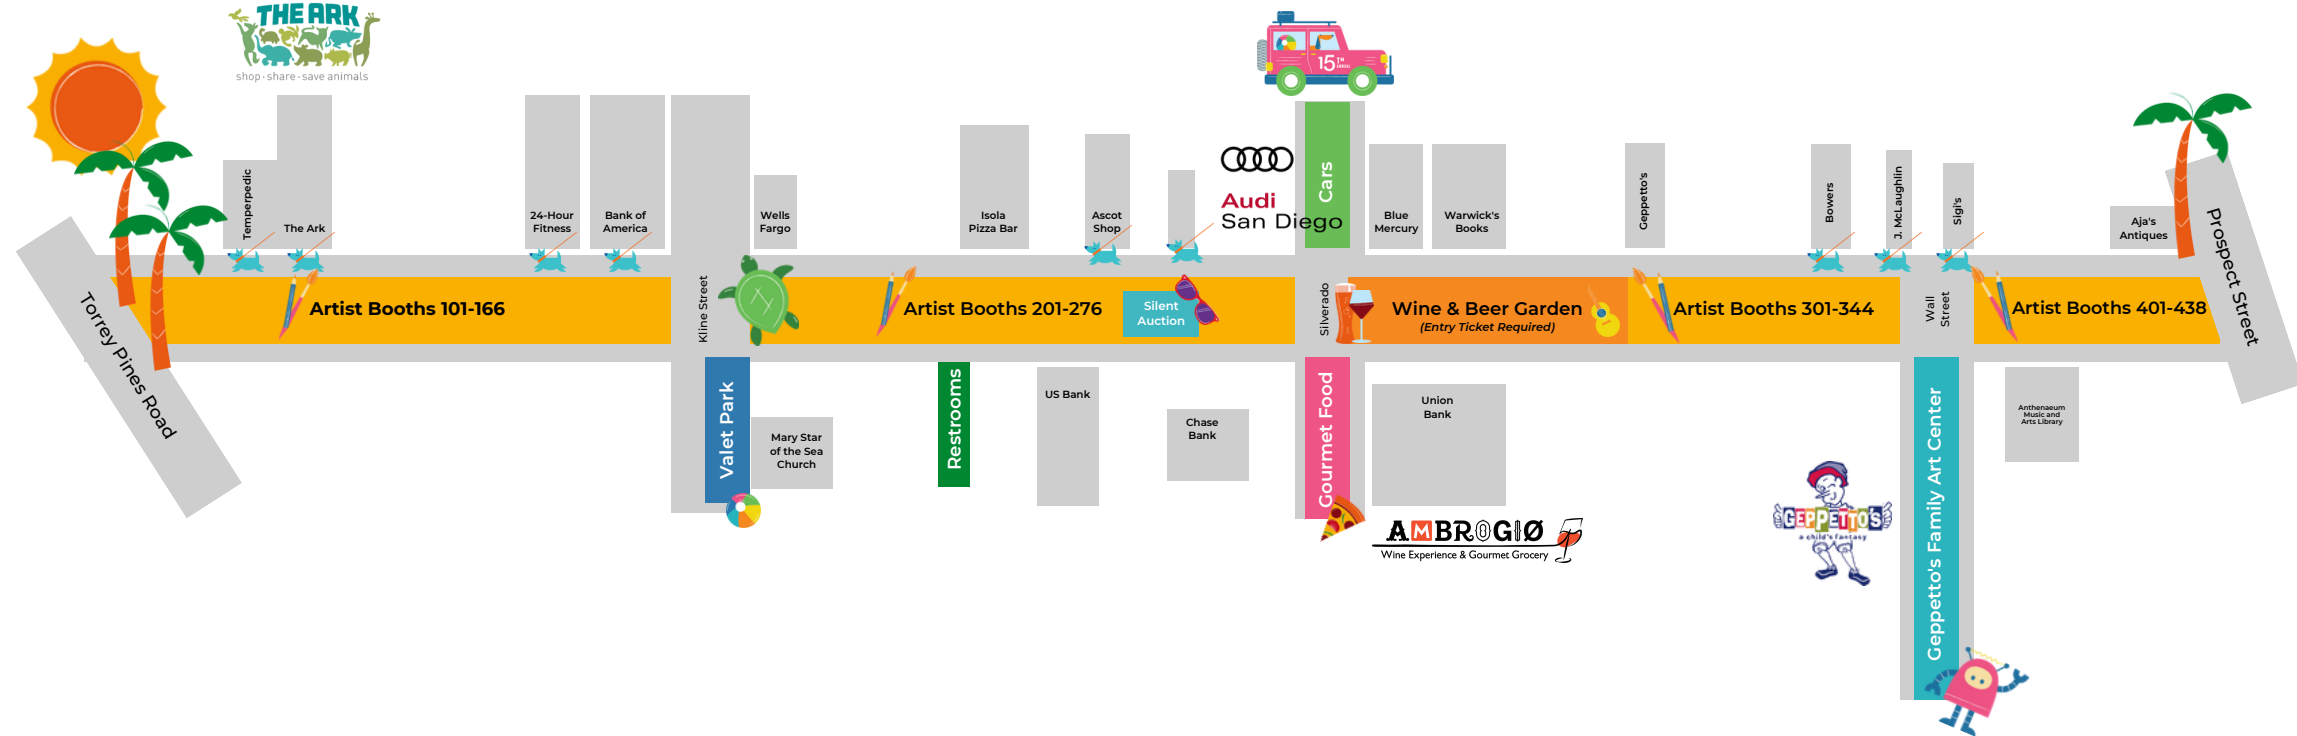 THE ARK
shop · share · save animals
Temperpedic
The Ark
24-Hour
Fitness
Bank of
America
Wells
Fargo
Isola
Pizza Bar
Ascot
Shop
Audi
San Diego
15TH
ANNUAL
Cars
Blue
Mercury
Warwick's
Books
Geppetto's
Bowers
J. McLaughlin
Sigi's
Aja's
Antiques
Prospect Street
Torrey Pines Road
Artist Booths 101-166
Kline Street
Artist Booths 201-276
Silent
Auction
Silverado
Wine & Beer Garden
(Entry Ticket Required)
Artist Booths 301-344
Wall
Street
Artist Booths 401-438
Valet Park
Mary Star
of the Sea
Church
Restrooms
US Bank
Chase
Bank
Gourmet Food
Union
Bank
AMBROGIO
Wine Experience & Gourmet Grocery
GEPPETTO'S
a child's fantasy
Geppetto's Family Art Center
Anthenaeum
Music and
Arts Library